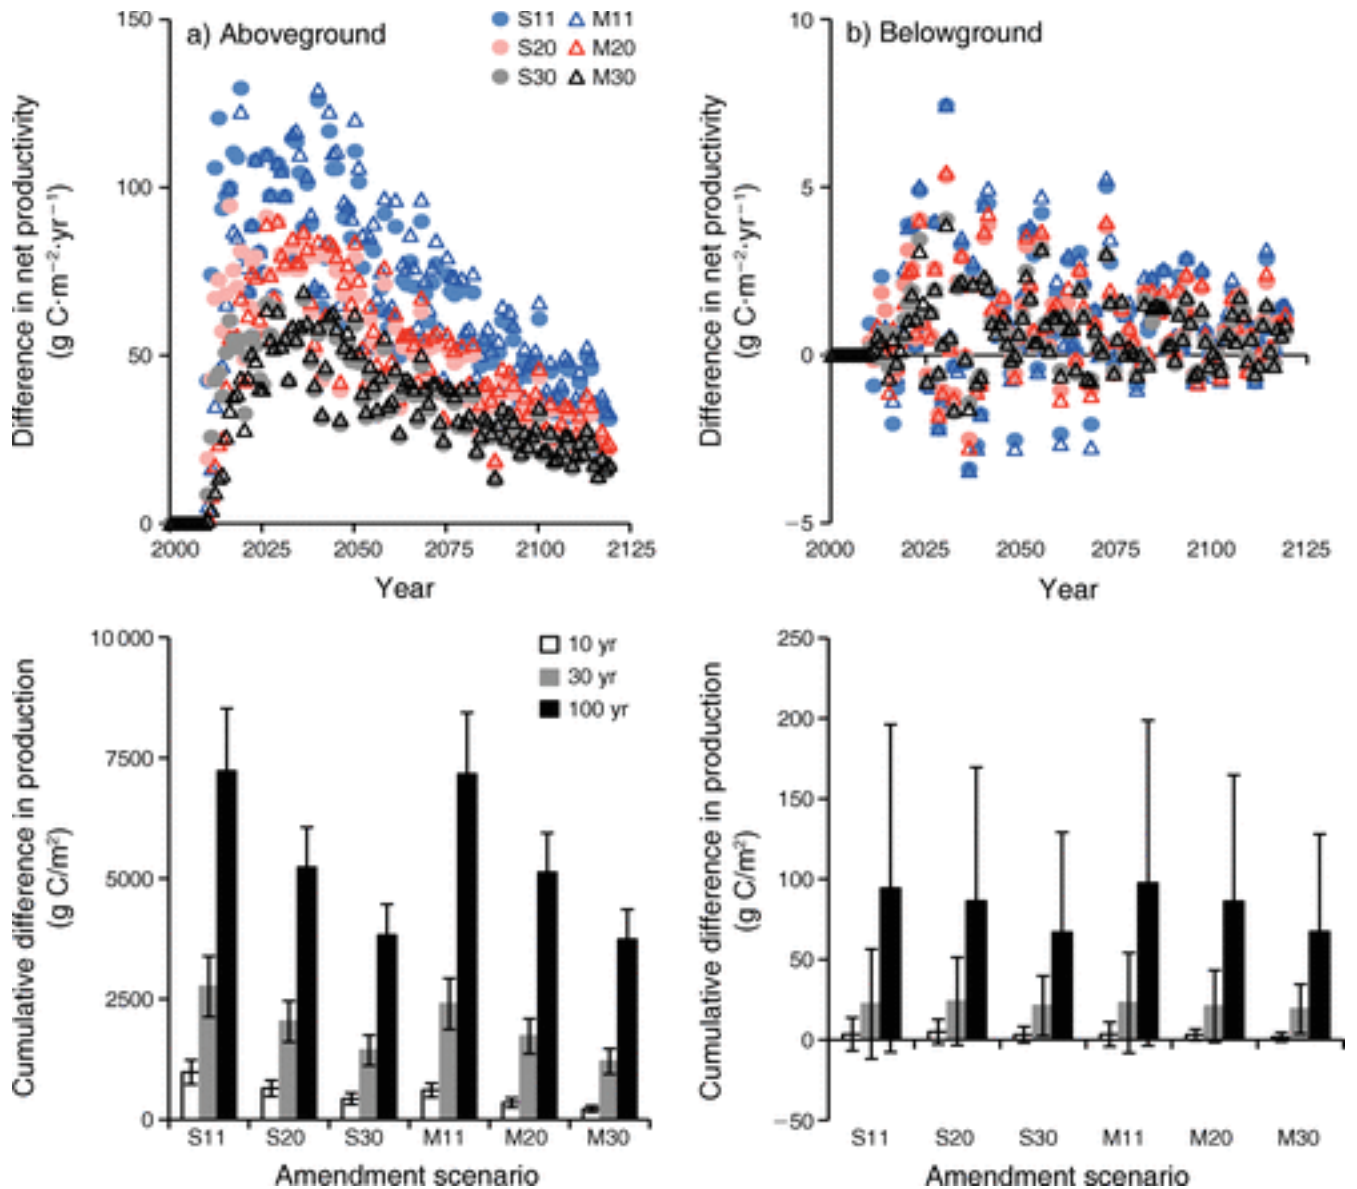 a) Aboveground
S11 M11
S20 M20
S30 M30
150
100
50
0
2000 2025 2050 2075 2100 2125
Year
Difference in net productivity
(g C·m⁻²·yr⁻¹)
b) Belowground
10
5
0
−5
2000 2025 2050 2075 2100 2125
Year
Difference in net productivity
(g C·m⁻²·yr⁻¹)
10 yr
30 yr
100 yr
10 000
7500
5000
2500
0
S11 S20 S30 M11 M20 M30
Amendment scenario
Cumulative difference in production
(g C/m²)
250
200
150
100
50
0
−50
S11 S20 S30 M11 M20 M30
Amendment scenario
Cumulative difference in production
(g C/m²)